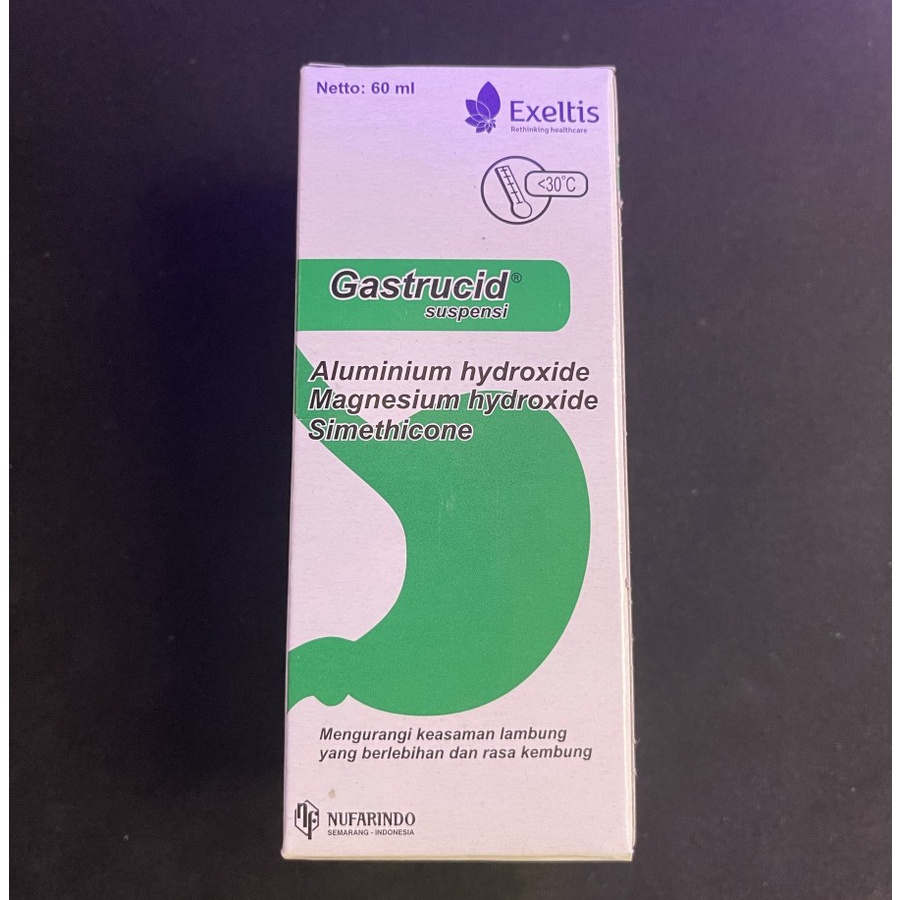 Netto: 60 ml
Exeltis
Rethinking healthcare
<30°C
Gastrucid®
suspensi
Aluminium hydroxide
Magnesium hydroxide
Simethicone
Mengurangi keasaman lambung
yang berlebihan dan rasa kembung
nf
NUFARINDO
SEMARANG - INDONESIA